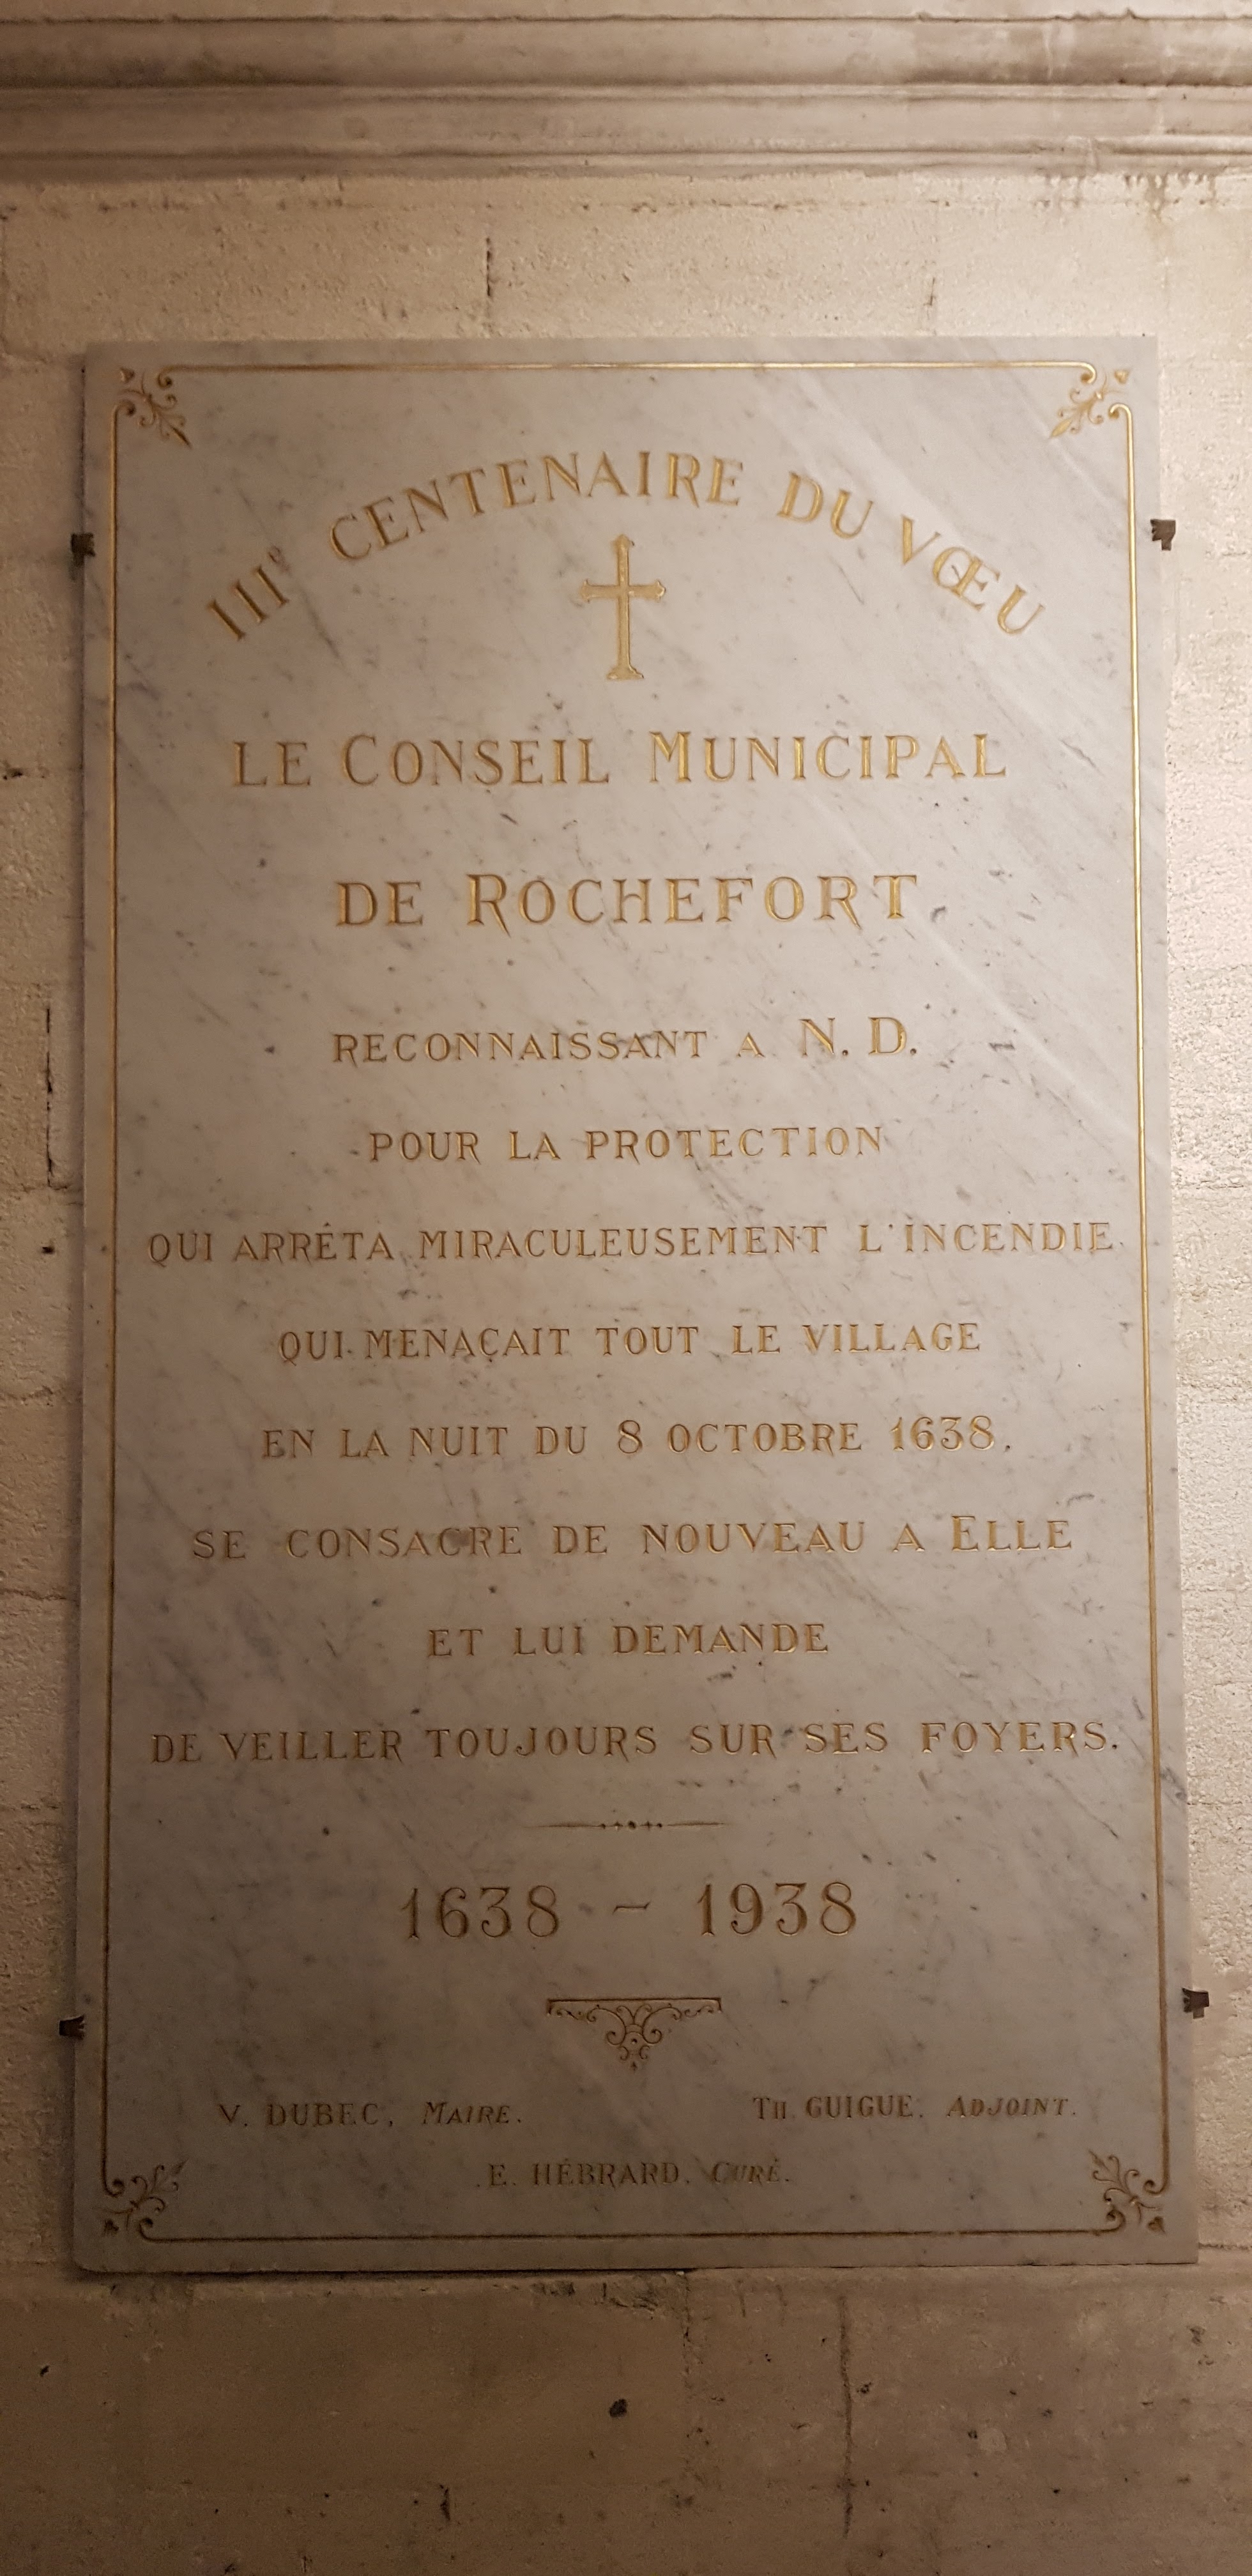 IIIe CENTENAIRE DU VŒU
LE CONSEIL MUNICIPAL
DE ROCHEFORT
RECONNAISSANT A N. D.
POUR LA PROTECTION
QUI ARRÊTA MIRACULEUSEMENT L'INCENDIE
QUI MENAÇAIT TOUT LE VILLAGE
EN LA NUIT DU 8 OCTOBRE 1638,
SE CONSACRE DE NOUVEAU A ELLE
ET LUI DEMANDE
DE VEILLER TOUJOURS SUR SES FOYERS.
1638 - 1938
V. DUBEC, MAIRE. TH GUIGUE, ADJOINT.
E. HÉBRARD, CURÉ.